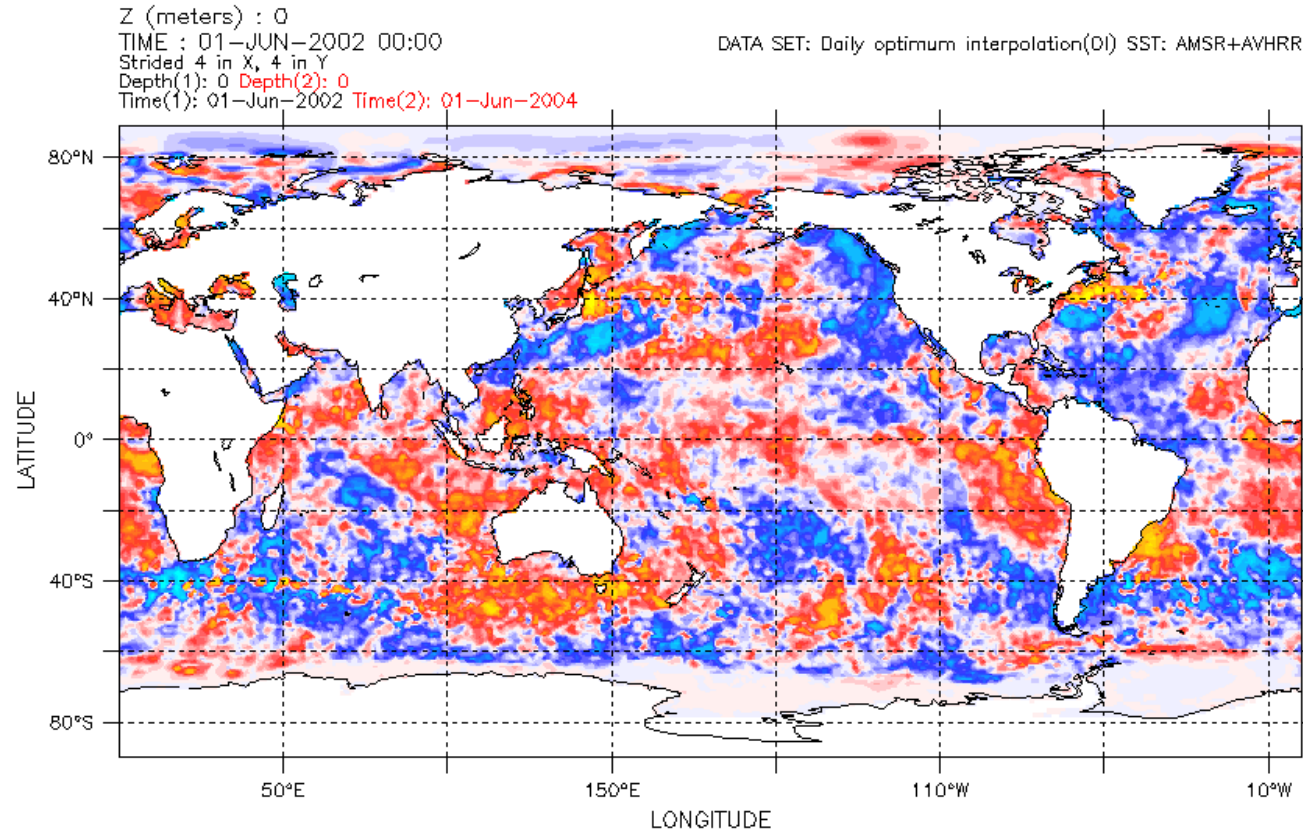 Z (meters) : 0
TIME : 01-JUN-2002 00:00
DATA SET: Daily optimum interpolation(OI) SST: AMSR+AVHRR
Strided 4 in X, 4 in Y
Depth(1): 0 Depth(2): 0
Time(1): 01-Jun-2002 Time(2): 01-Jun-2004
80°N
40°N
0°
40°S
80°S
LATITUDE
50°E
150°E
110°W
10°W
LONGITUDE